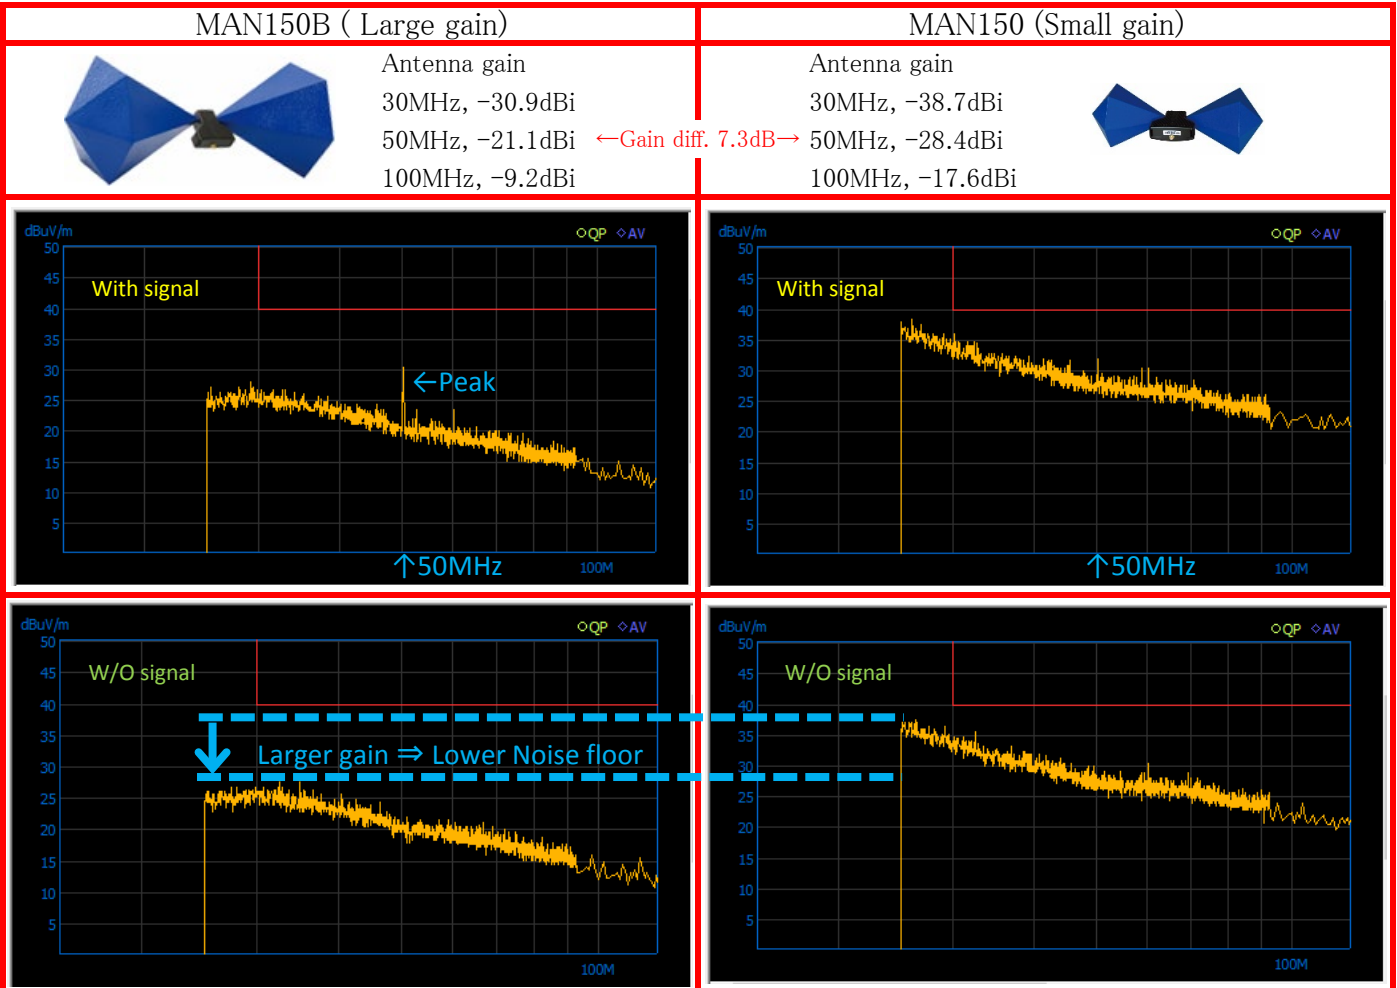 MAN150B ( Large gain)
MAN150 (Small gain)
Antenna gain
30MHz, -30.9dBi
50MHz, -21.1dBi
100MHz, -9.2dBi
←Gain diff. 7.3dB→
Antenna gain
30MHz, -38.7dBi
50MHz, -28.4dBi
100MHz, -17.6dBi
dBuV/m
○QP ◇AV
50
45
40
35
30
25
20
15
10
5
With signal
←Peak
↑50MHz
100M
dBuV/m
○QP ◇AV
50
45
40
35
30
25
20
15
10
5
With signal
↑50MHz
100M
dBuV/m
○QP ◇AV
50
45
40
35
30
25
20
15
10
5
W/O signal
Larger gain ⇒ Lower Noise floor
100M
dBuV/m
○QP ◇AV
50
45
40
35
30
25
20
15
10
5
W/O signal
100M